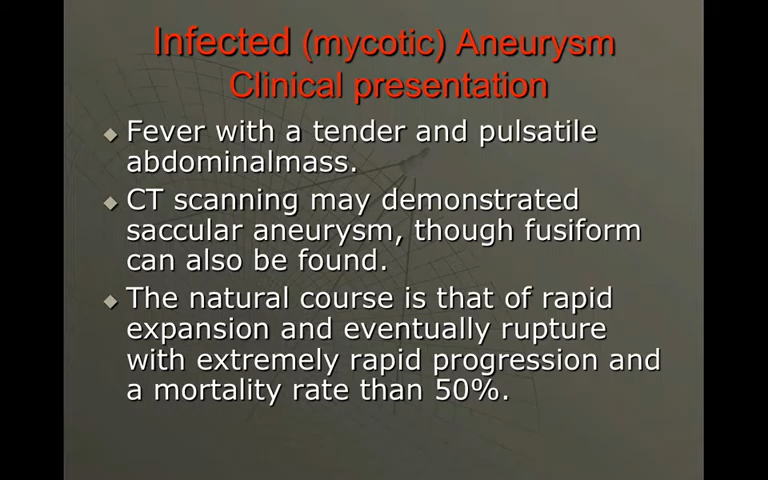 Infected (mycotic) Aneurysm
Clinical presentation
Fever with a tender and pulsatile
abdominalmass.
CT scanning may demonstrated
saccular aneurysm, though fusiform
can also be found.
The natural course is that of rapid
expansion and eventually rupture
with extremely rapid progression and
a mortality rate than 50%.